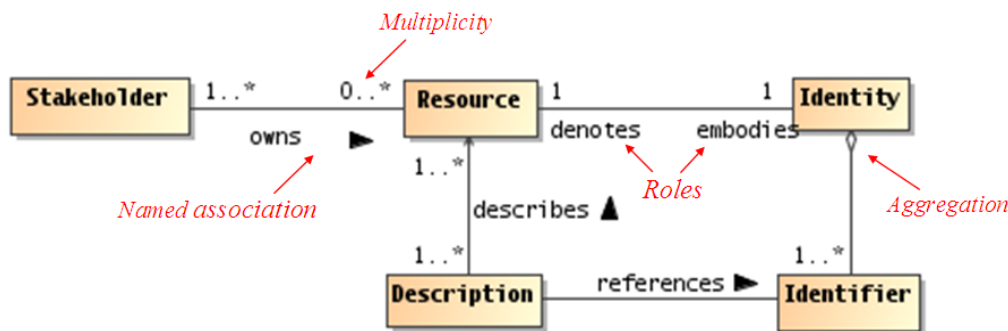 Multiplicity
Stakeholder 1..* 0..* Resource 1 1 Identity
owns ▶ denotes embodies
1..* Roles
Named association Aggregation
describes ▲
1..* 1..*
Description references ▶ Identifier